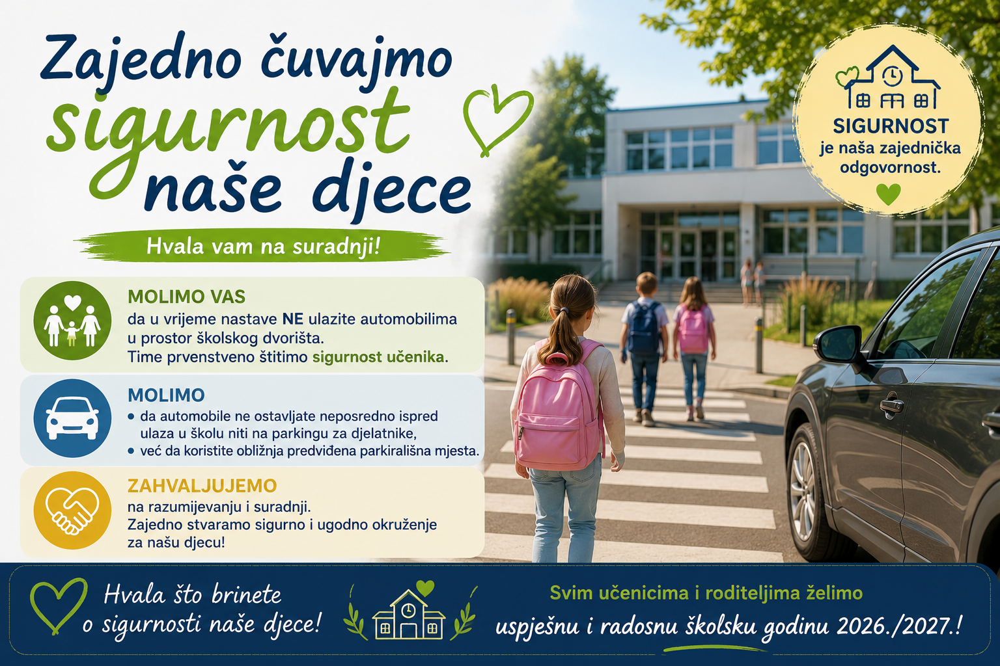 Zajedno čuvajmo
sigurnost
naše djece
Hvala vam na suradnji!
SIGURNOST
je naša zajednička
odgovornost.
MOLIMO VAS
da u vrijeme nastave NE ulazite automobilima
u prostor školskog dvorišta.
Time prvenstveno štitimo sigurnost učenika.
MOLIMO
• da automobile ne ostavljate neposredno ispred
ulaza u školu niti na parkingu za djelatnike,
• već da koristite obližnja predviđena parkirališna mjesta.
ZAHVALJUJEMO
na razumijevanju i suradnji.
Zajedno stvaramo sigurno i ugodno okruženje
za našu djecu!
Hvala što brinete
o sigurnosti naše djece!
Svim učenicima i roditeljima želimo
uspješnu i radosnu školsku godinu 2026./2027.!